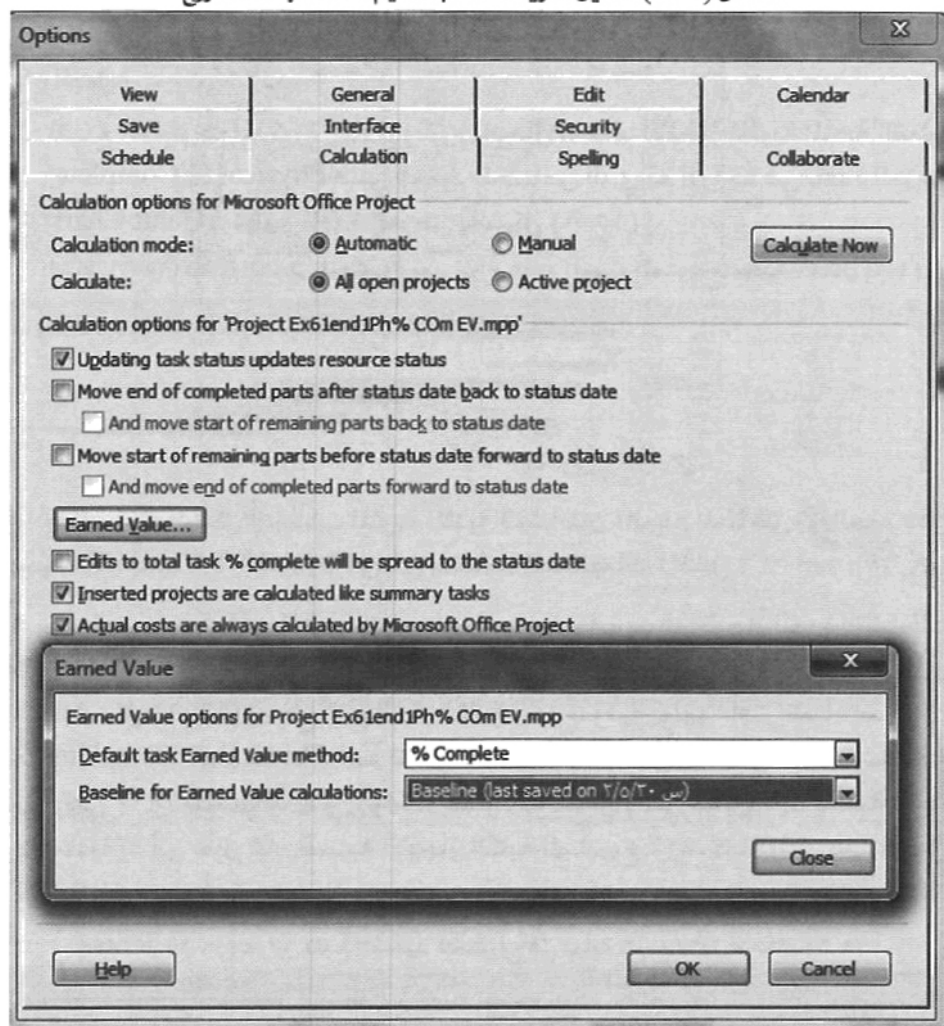 Options
View General Edit Calendar
Save Interface Security
Schedule Calculation Spelling Collaborate
Calculation options for Microsoft Office Project
Calculation mode: Automatic Manual Calculate Now
Calculate: All open projects Active project
Calculation options for 'Project Ex61end1Ph% COm EV.mpp'
Updating task status updates resource status
Move end of completed parts after status date back to status date
And move start of remaining parts back to status date
Move start of remaining parts before status date forward to status date
And move end of completed parts forward to status date
Earned Value...
Edits to total task % complete will be spread to the status date
Inserted projects are calculated like summary tasks
Actual costs are always calculated by Microsoft Office Project
Earned Value
Earned Value options for Project Ex61end1Ph% COm EV.mpp
Default task Earned Value method: % Complete
Baseline for Earned Value calculations: Baseline (last saved on ٢/٥/٣٠ س)
Close
Help OK Cancel